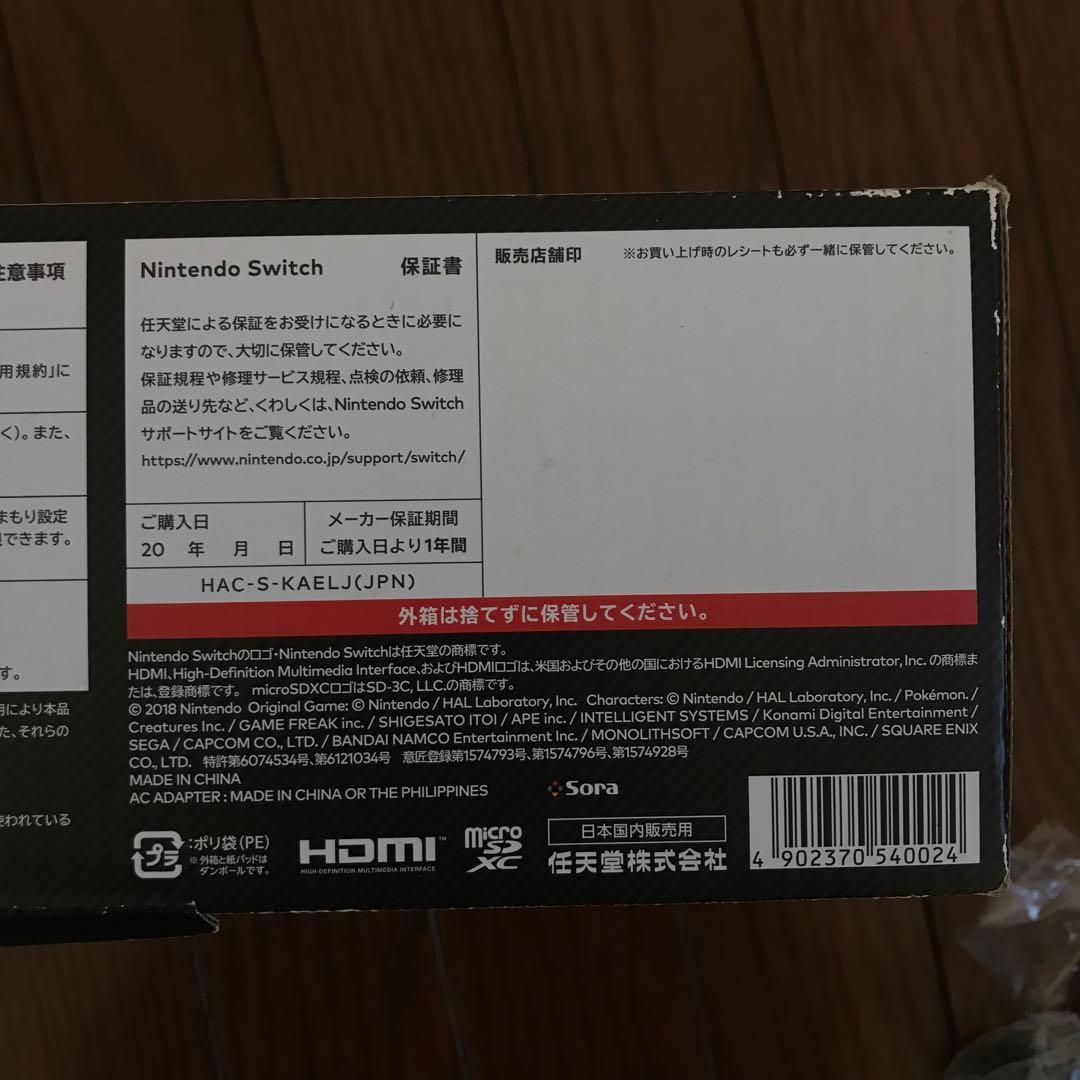 注意事項
用規約」に
く)。また、
まもり設定
できます。
す。
用により本品
た、それらの
使われている
Nintendo Switch 保証書
任天堂による保証をお受けになるときに必要に
なりますので、大切に保管してください。
保証規程や修理サービス規程、点検の依頼、修理
品の送り先など、くわしくは、Nintendo Switch
サポートサイトをご覧ください。
https://www.nintendo.co.jp/support/switch/
ご購入日
20 年 月 日
メーカー保証期間
ご購入日より1年間
HAC-S-KAELJ(JPN)
販売店舗印 ※お買い上げ時のレシートも必ず一緒に保管してください。
外箱は捨てずに保管してください。
Nintendo Switchのロゴ・Nintendo Switchは任天堂の商標です。
HDMI、High-Definition Multimedia Interface、およびHDMIロゴは、米国およびその他の国におけるHDMI Licensing Administrator, Inc. の商標ま
たは、登録商標です。 microSDXCロゴはSD-3C, LLC.の商標です。
© 2018 Nintendo Original Game: © Nintendo / HAL Laboratory, Inc. Characters: © Nintendo / HAL Laboratory, Inc. / Pokémon. /
Creatures Inc. / GAME FREAK inc. / SHIGESATO ITOI / APE inc. / INTELLIGENT SYSTEMS / Konami Digital Entertainment /
SEGA / CAPCOM CO., LTD. / BANDAI NAMCO Entertainment Inc. / MONOLITHSOFT / CAPCOM U.S.A., INC. / SQUARE ENIX
CO., LTD. 特許第6074534号、第6121034号 意匠登録第1574793号、第1574796号、第1574928号
MADE IN CHINA
AC ADAPTER : MADE IN CHINA OR THE PHILIPPINES
Sora
プラ :ポリ袋(PE)
※外箱と紙パッドは
ダンボールです。
HDMI™
HIGH-DEFINITION MULTIMEDIA INTERFACE
micro SD XC
日本国内販売用
任天堂株式会社
4 902370 540024